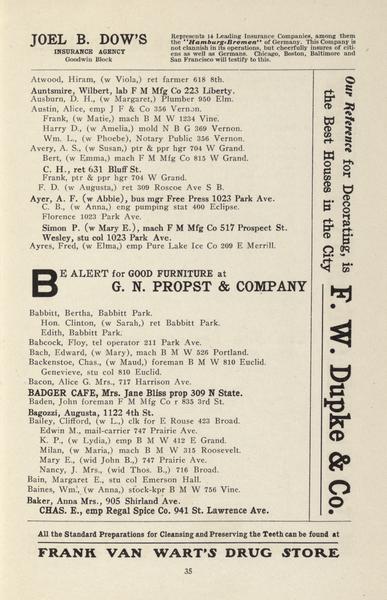 JOEL B. DOW'S
INSURANCE AGENCY
Goodwin Block
Represents 14 Leading Insurance Companies, among them
the "Hamburg-Bremen" of Germany. This Company is
not clannish in its operations, but cheerfully insures of citi-
ens as well as Germans. Chicago, Boston, Baltimore and
San Francisco will testify to this.
Atwood, Hiram, (w Viola,) ret farmer 618 8th.
Auntsmire, Wilbert, lab F M Mfg Co 223 Liberty.
Ausburn, D. H., (w Margaret,) Plumber 950 Elm.
Austin, Alice, emp J F & Co 356 Vernon.
Frank, (w Matie,) mach B M W 1234 Vine.
Harry D., (w Amelia,) mold N B G 369 Vernon.
Wm. L., (w Phoebe), Notary Public 356 Vernon.
Avery, A. S., (w Susan,) ptr & ppr hgr 704 W Grand.
Bert, (w Emma,) mach F M Mfg Co 815 W Grand.
C. H., ret 631 Bluff St.
Frank, ptr & ppr hgr 704 W Grand.
F. D. (w Augusta,) ret 309 Roscoe Ave S B.
Ayer, A. F. (w Abbie), bus mgr Free Press 1023 Park Ave.
C. B., (w Anna,) eng pumping stat 400 Eclipse.
Florence 1023 Park Ave.
Simon P. (w Mary E.), mach F M Mfg Co 517 Prospect St.
Wesley, stu col 1023 Park Ave.
Ayres, Fred, (w Elma,) emp Pure Lake Ice Co 209 E Merrill.
BE ALERT for GOOD FURNITURE at
G. N. PROPST & COMPANY
Babbitt, Bertha, Babbitt Park.
Hon. Clinton, (w Sarah,) ret Babbitt Park.
Edith, Babbitt Park.
Babcock, Floy, tel operator 211 Park Ave.
Bach, Edward, (w Mary), mach B M W 526 Portland.
Backenstoe, Chas., (w Maud,) foreman B M W 810 Euclid.
Genevieve, stu col 810 Euclid.
Bacon, Alice G. Mrs., 717 Harrison Ave.
BADGER CAFE, Mrs. Jane Bliss prop 309 N State.
Baden, John foreman F M Mfg Co r 835 3rd St.
Bagozzi, Augusta, 1122 4th St.
Bailey, Clifford, (w L.,) clk for E Rouse 423 Broad.
Edwin M., mail-carrier 747 Prairie Ave.
K. P., (w Lydia,) emp B M W 412 E Grand.
Milan, (w Maria,) mach B M W 315 Roosevelt.
Mary E., (wid John B.,) 747 Prairie Ave.
Nancy, J. Mrs., (wid Thos. B.,) 716 Broad.
Bain, Margaret E., stu col Emerson Hall.
Baines, Wm., (w Anna,) stock-kpr B M W 756 Vine.
Baker, Anna Mrs., 905 Shirland Ave.
CHAS. E., emp Regal Spice Co. 941 St. Lawrence Ave.
Our Reference for Decorating, is
the Best Houses in the City
F. W. Dupke & Co.
All the Standard Preparations for Cleansing and Preserving the Teeth can be found at
FRANK VAN WART'S DRUG STORE
35